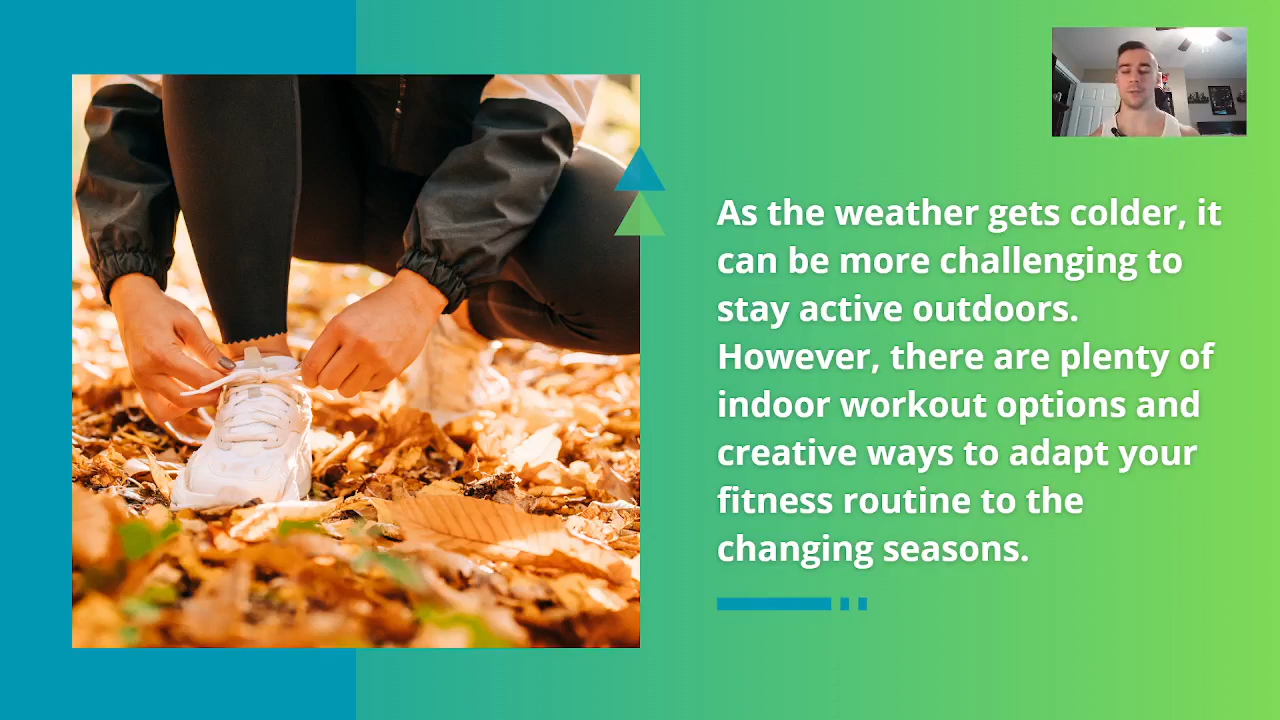 As the weather gets colder, it
can be more challenging to
stay active outdoors.
However, there are plenty of
indoor workout options and
creative ways to adapt your
fitness routine to the
changing seasons.